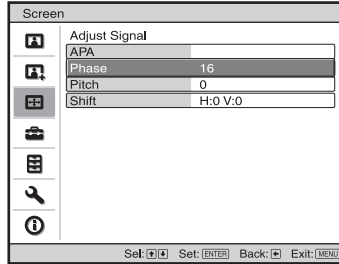 Screen
Adjust Signal
APA
Phase 16
Pitch 0
Shift H:0 V:0
Sel: Set: ENTER Back: Exit: MENU